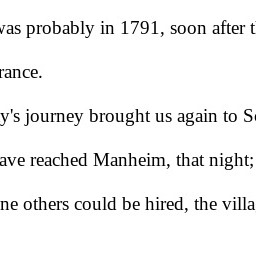 was probably in 1791, soon after t
rance.
y's journey brought us again to S
ave reached Manheim, that night;
ne others could be hired, the villa